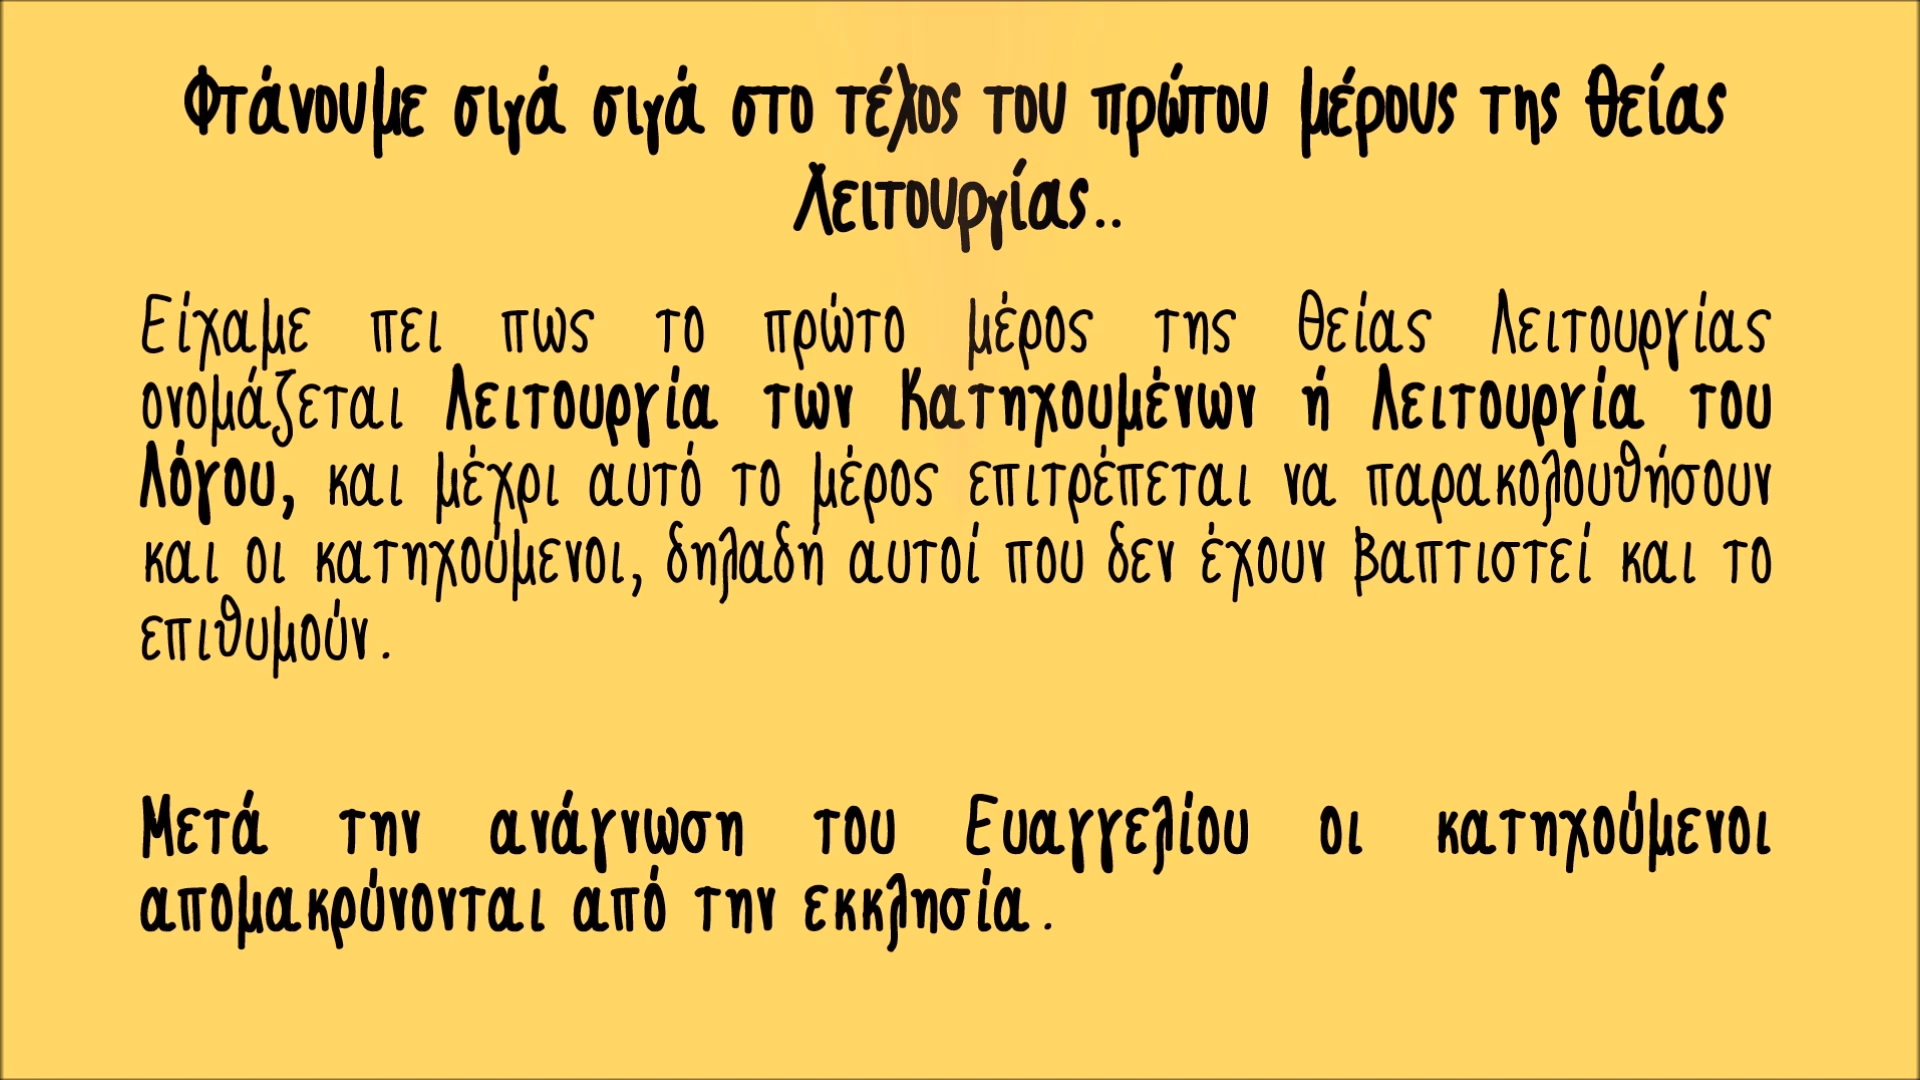 Φτάνουμε σιγά σιγά στο τέλος του πρώτου μέρους της θείας
Λειτουργίας..
Είχαμε πει πως το πρώτο μέρος της θείας Λειτουργίας
ονομάζεται Λειτουργία των Κατηχουμένων ή Λειτουργία του
Λόγου, και μέχρι αυτό το μέρος επιτρέπεται να παρακολουθήσουν
και οι κατηχούμενοι, δηλαδή αυτοί που δεν έχουν βαπτιστεί και το
επιθυμούν.
Μετά την ανάγνωση του Ευαγγελίου οι κατηχούμενοι
απομακρύνονται από την εκκλησία.